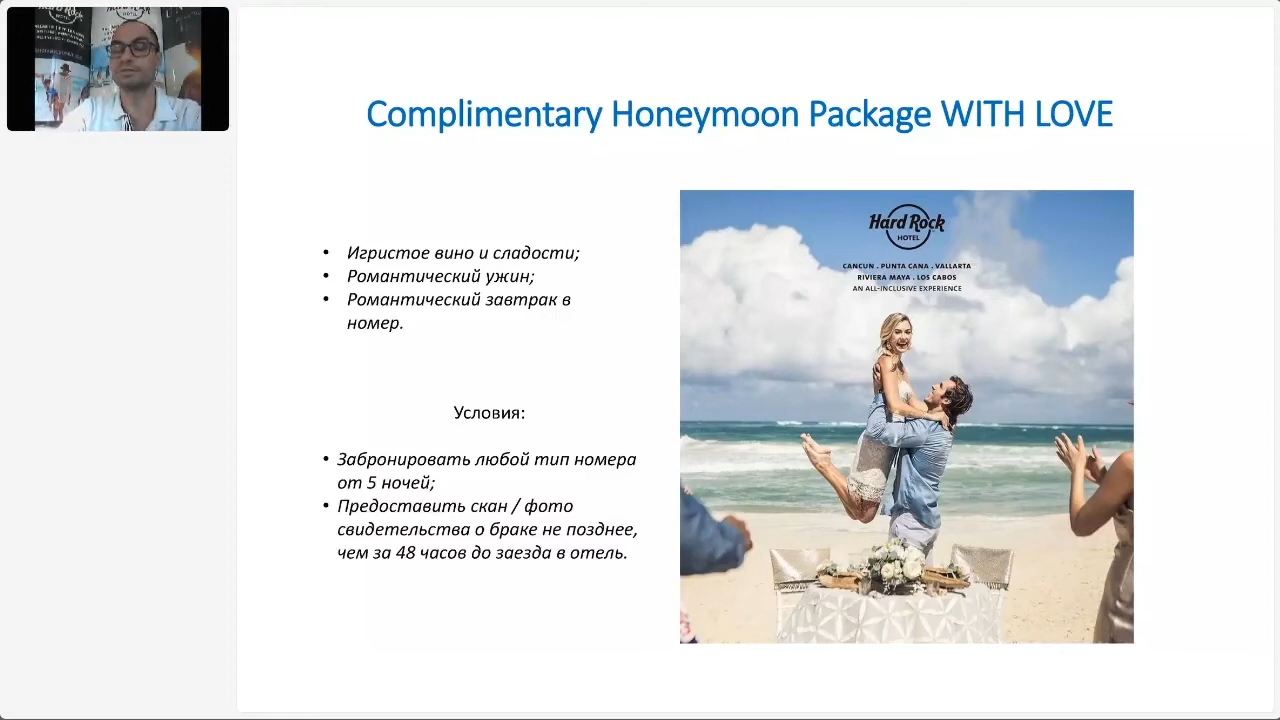 Complimentary Honeymoon Package WITH LOVE
• Игристое вино и сладости;
• Романтический ужин;
• Романтический завтрак в
номер.
Условия:
• Забронировать любой тип номера
от 5 ночей;
• Предоставить скан / фото
свидетельства о браке не позднее,
чем за 48 часов до заезда в отель.
Hard Rock
HOTEL
CANCUN . PUNTA CANA . VALLARTA
RIVIERA MAYA . LOS CABOS
AN ALL-INCLUSIVE EXPERIENCE